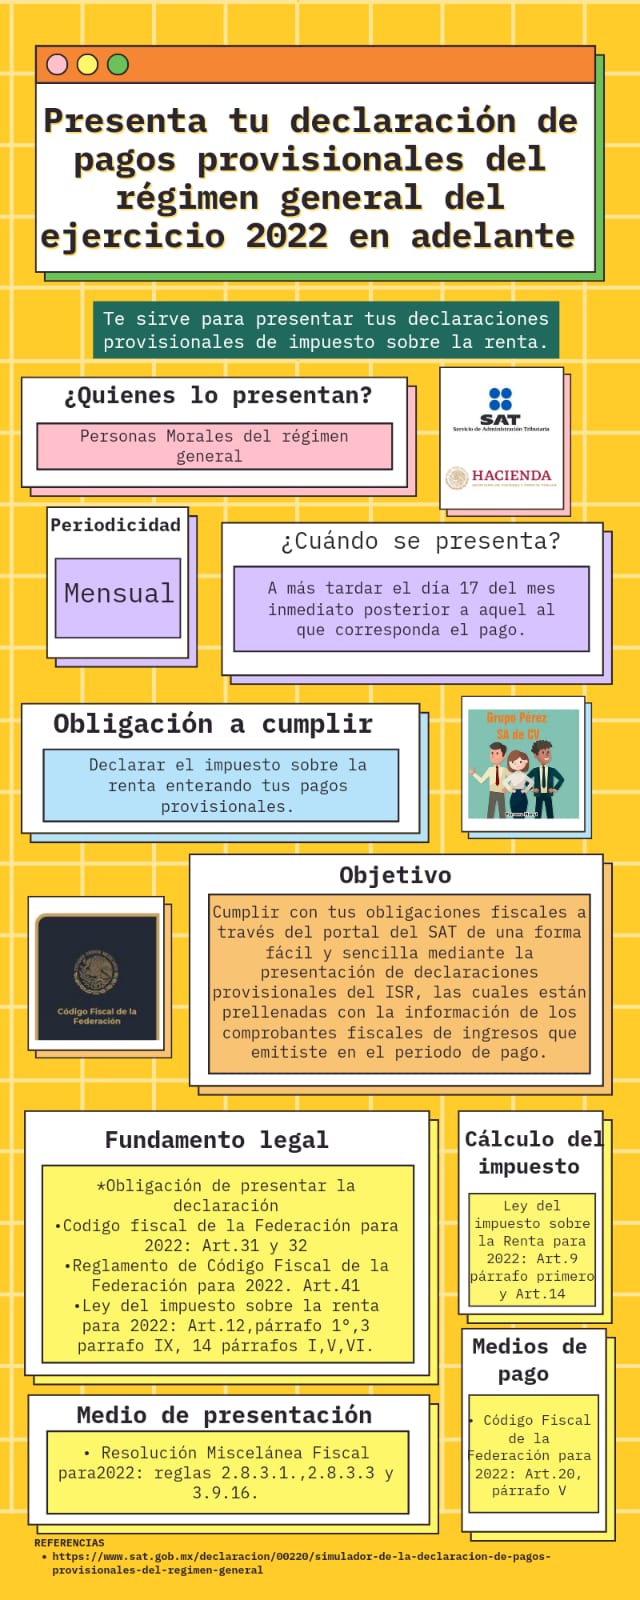 Presenta tu declaración de
pagos provisionales del
régimen general del
ejercicio 2022 en adelante
Te sirve para presentar tus declaraciones
provisionales de impuesto sobre la renta.
¿Quienes lo presentan?
Personas Morales del régimen
general
SAT
Servicio de Administración Tributaria
HACIENDA
Periodicidad
Mensual
¿Cuándo se presenta?
A más tardar el día 17 del mes
inmediato posterior a aquel al
que corresponda el pago.
Obligación a cumplir
Declarar el impuesto sobre la
renta enterando tus pagos
provisionales.
Grupo Pérez
SA de CV
Objetivo
Cumplir con tus obligaciones fiscales a
través del portal del SAT de una forma
fácil y sencilla mediante la
presentación de declaraciones
provisionales del ISR, las cuales están
prellenadas con la información de los
comprobantes fiscales de ingresos que
emitiste en el periodo de pago.
Código Fiscal de la
Federación
Fundamento legal
*Obligación de presentar la
declaración
•Codigo fiscal de la Federación para
2022: Art.31 y 32
•Reglamento de Código Fiscal de la
Federación para 2022. Art.41
•Ley del impuesto sobre la renta
para 2022: Art.12,párrafo 1°,3
parrafo IX, 14 párrafos I,V,VI.
Cálculo del
impuesto
Ley del
impuesto sobre
la Renta para
2022: Art.9
párrafo primero
y Art.14
Medios de
pago
• Código Fiscal
de la
Federación para
2022: Art.20,
párrafo V
Medio de presentación
• Resolución Miscelánea Fiscal
para2022: reglas 2.8.3.1.,2.8.3.3 y
3.9.16.
REFERENCIAS
• https://www.sat.gob.mx/declaracion/00220/simulador-de-la-declaracion-de-pagos-
provisionales-del-regimen-general